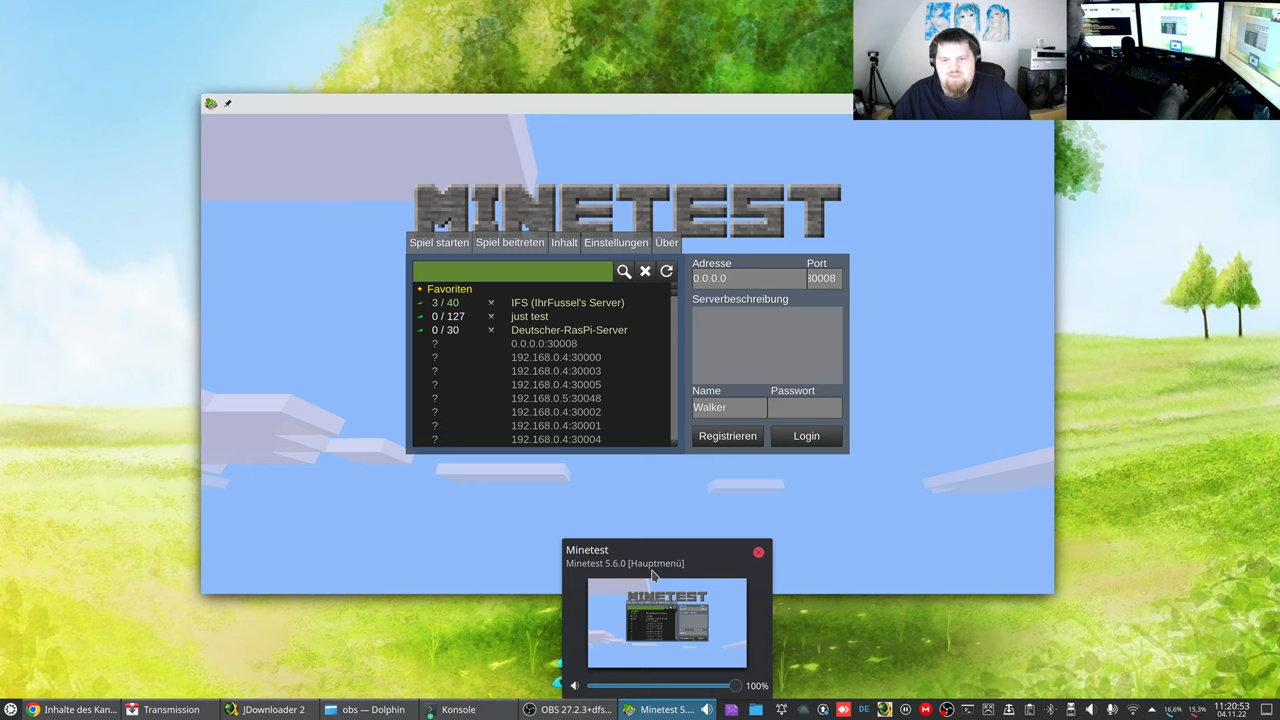 MINETEST
Spiel starten Spiel beitreten Inhalt Einstellungen Über
Favoriten
3 / 40 IFS (IhrFussel's Server)
0 / 127 just test
0 / 30 Deutscher-RasPi-Server
? 0.0.0.0:30008
? 192.168.0.4:30000
? 192.168.0.4:30003
? 192.168.0.4:30005
? 192.168.0.5:30048
? 192.168.0.4:30002
? 192.168.0.4:30001
? 192.168.0.4:30004
Adresse Port
0.0.0.0 30008
Serverbeschreibung
Name Passwort
Walker
Registrieren Login
Minetest
Minetest 5.6.0 [Hauptmenü]
MINETEST
100%
Inhalte des Kan... Transmission JDownloader 2 obs — Dolphin Konsole OBS 27.2.3+dfs... Minetest 5.... DE 16,6% 15,3% 11:20:53
04.11.22